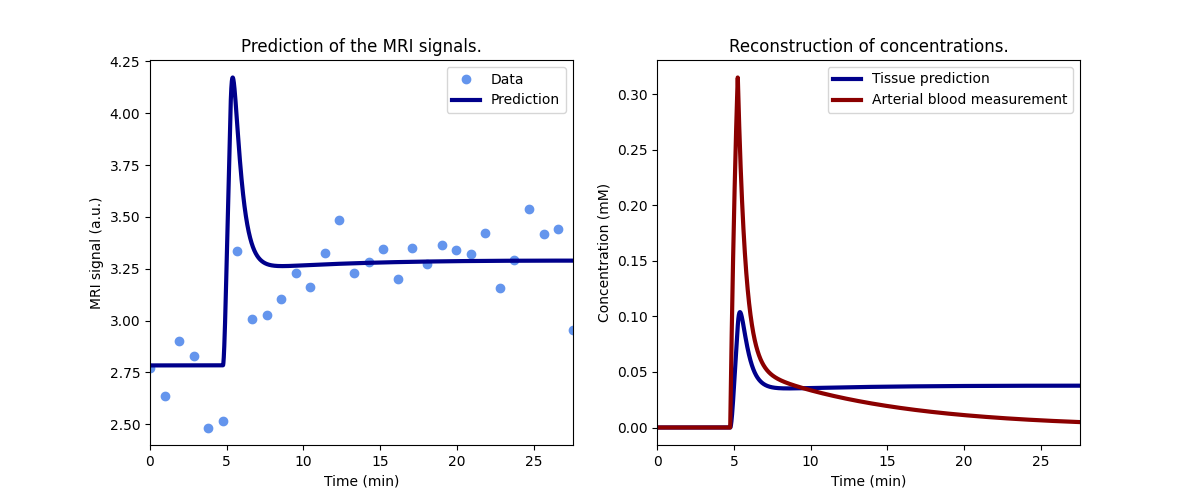 Prediction of the MRI signals.
MRI signal (a.u.)
4.25
4.00
3.75
3.50
3.25
3.00
2.75
2.50
Data
Prediction
0 5 10 15 20 25
Time (min)
Reconstruction of concentrations.
Concentration (mM)
0.30
0.25
0.20
0.15
0.10
0.05
0.00
Tissue prediction
Arterial blood measurement
0 5 10 15 20 25
Time (min)